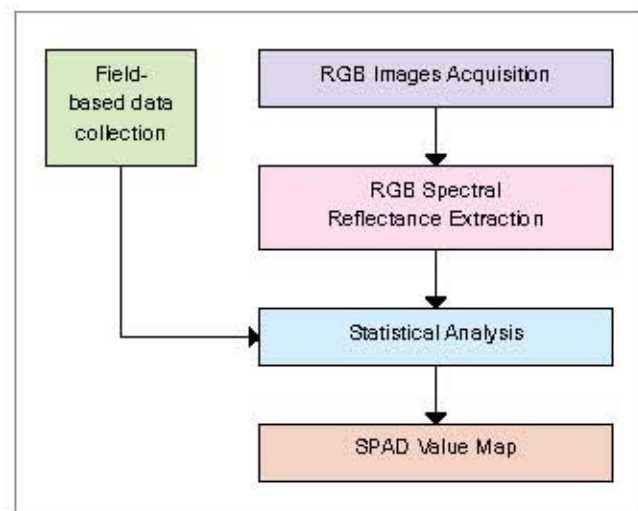 Field-
based data
collection
RGB Images Acquisition
RGB Spectral
Reflectance Extraction
Statistical Analysis
SPAD Value Map